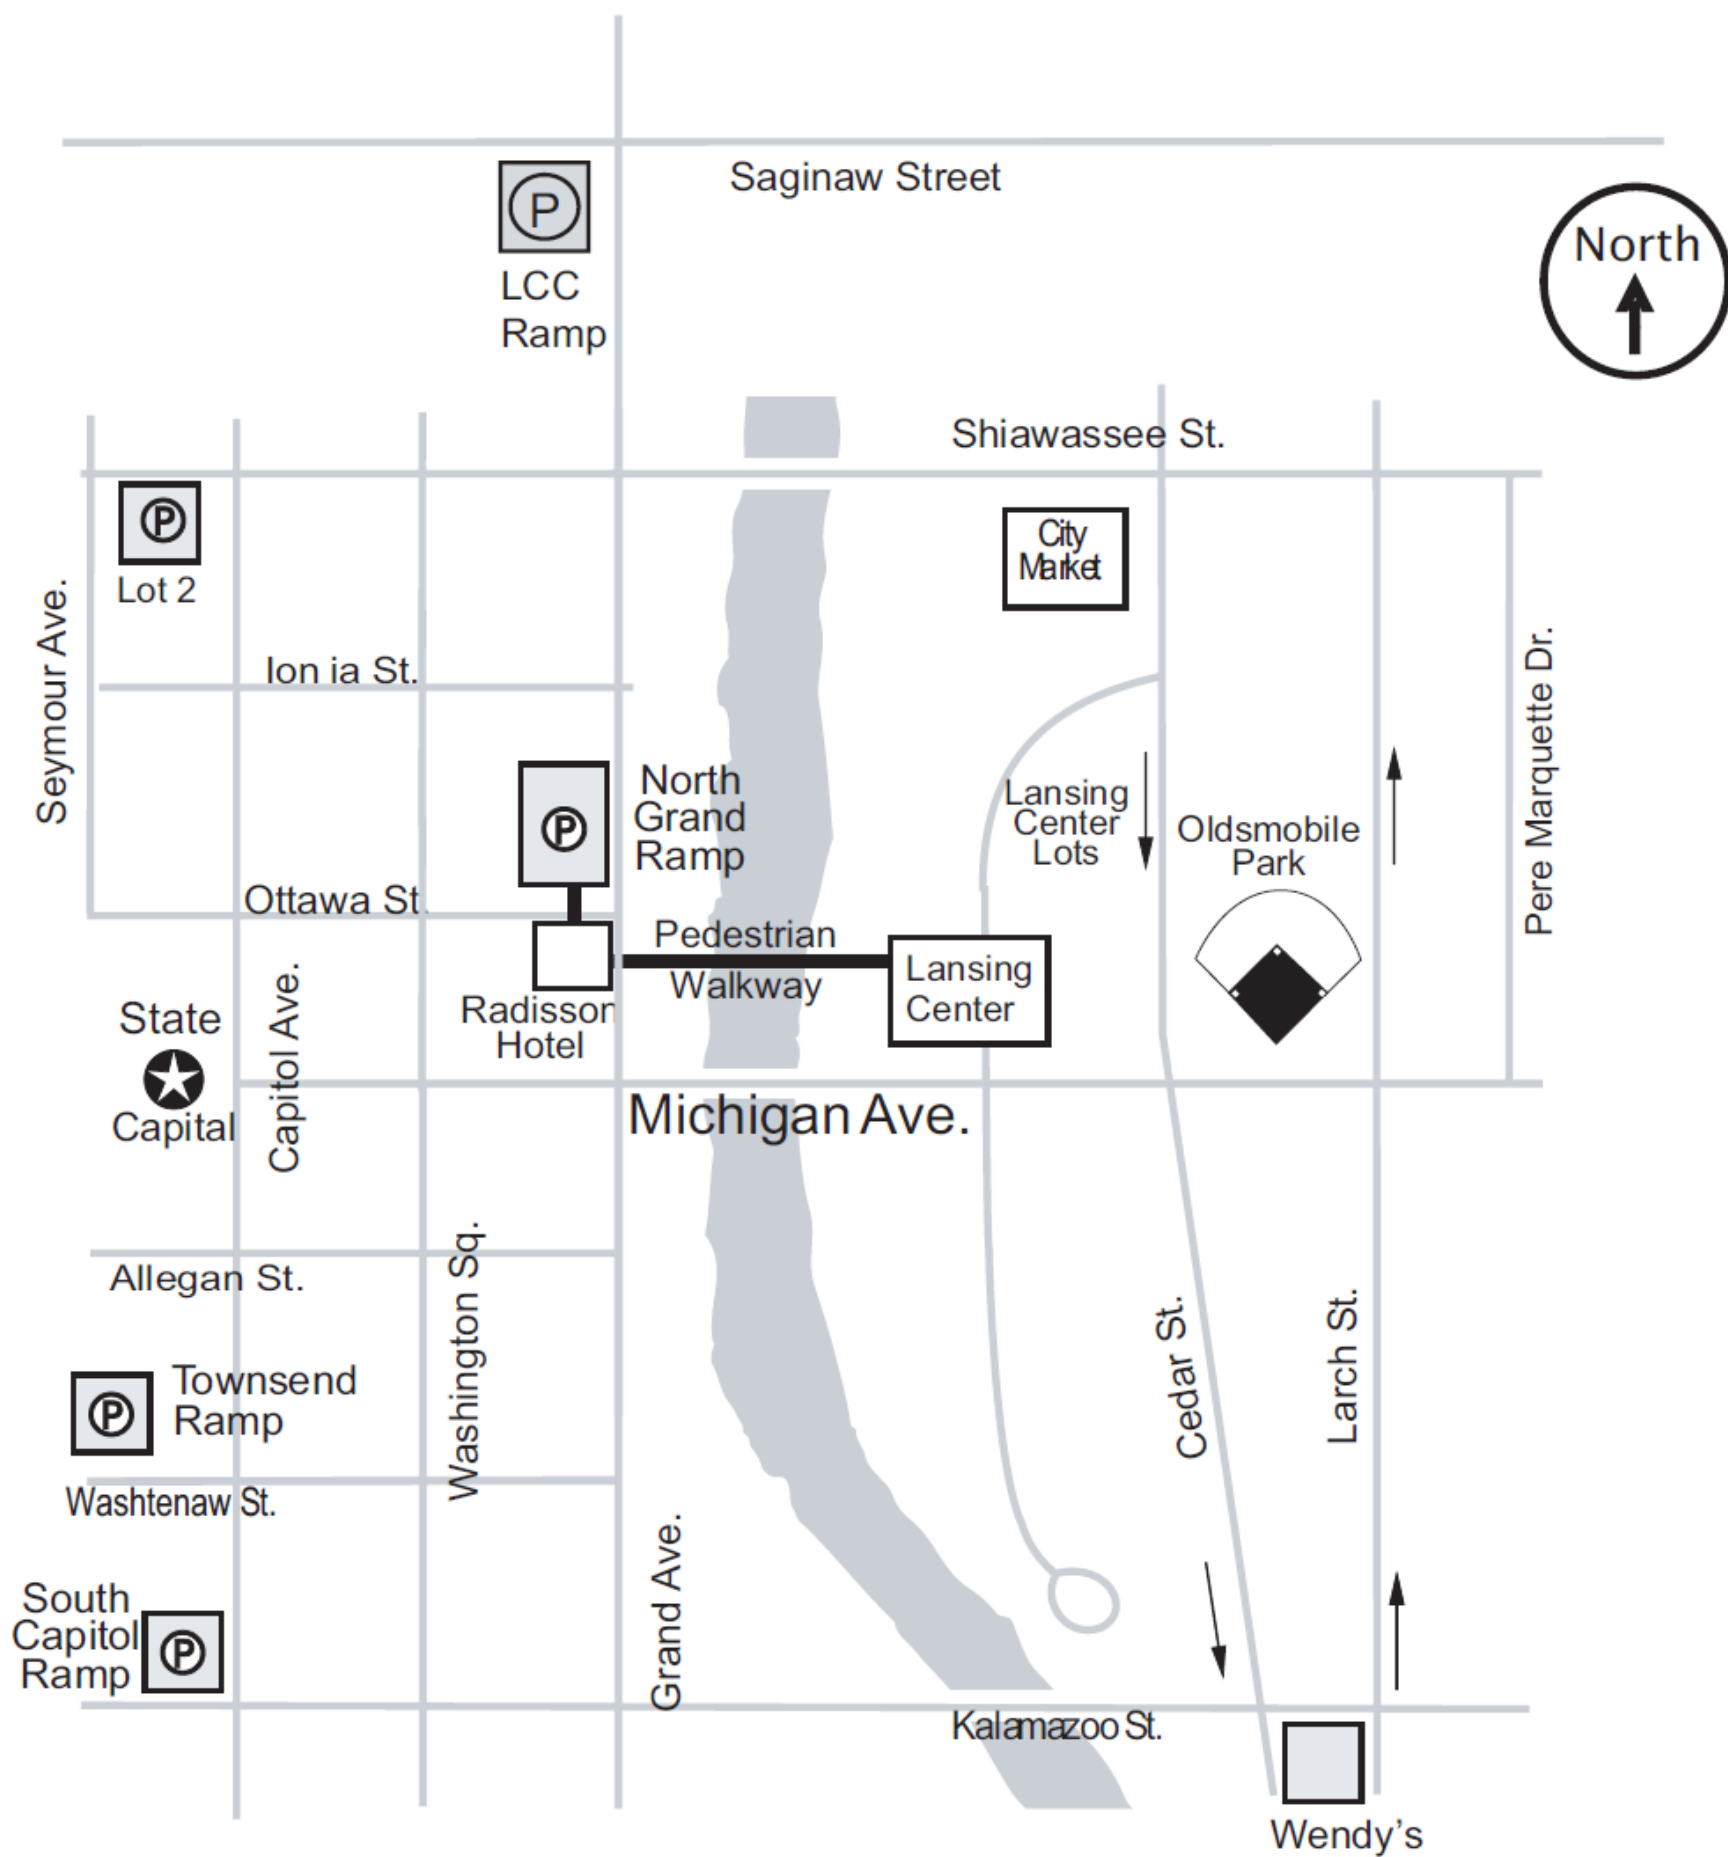 Saginaw Street
North
P
LCC
Ramp
Shiawassee St.
P
Lot 2
City
Market
Seymour Ave.
Ion ia St.
Pere Marquette Dr.
P
North
Grand
Ramp
Lansing
Center
Lots
Oldsmobile
Park
Ottawa St.
Pedestrian
Walkway
Lansing
Center
Radisson
Hotel
State
Capital
Capitol Ave.
Michigan Ave.
Allegan St.
Washington Sq.
Cedar St.
Larch St.
P
Townsend
Ramp
Washtenaw St.
Grand Ave.
South
Capitol
Ramp
P
Kalamazoo St.
Wendy’s